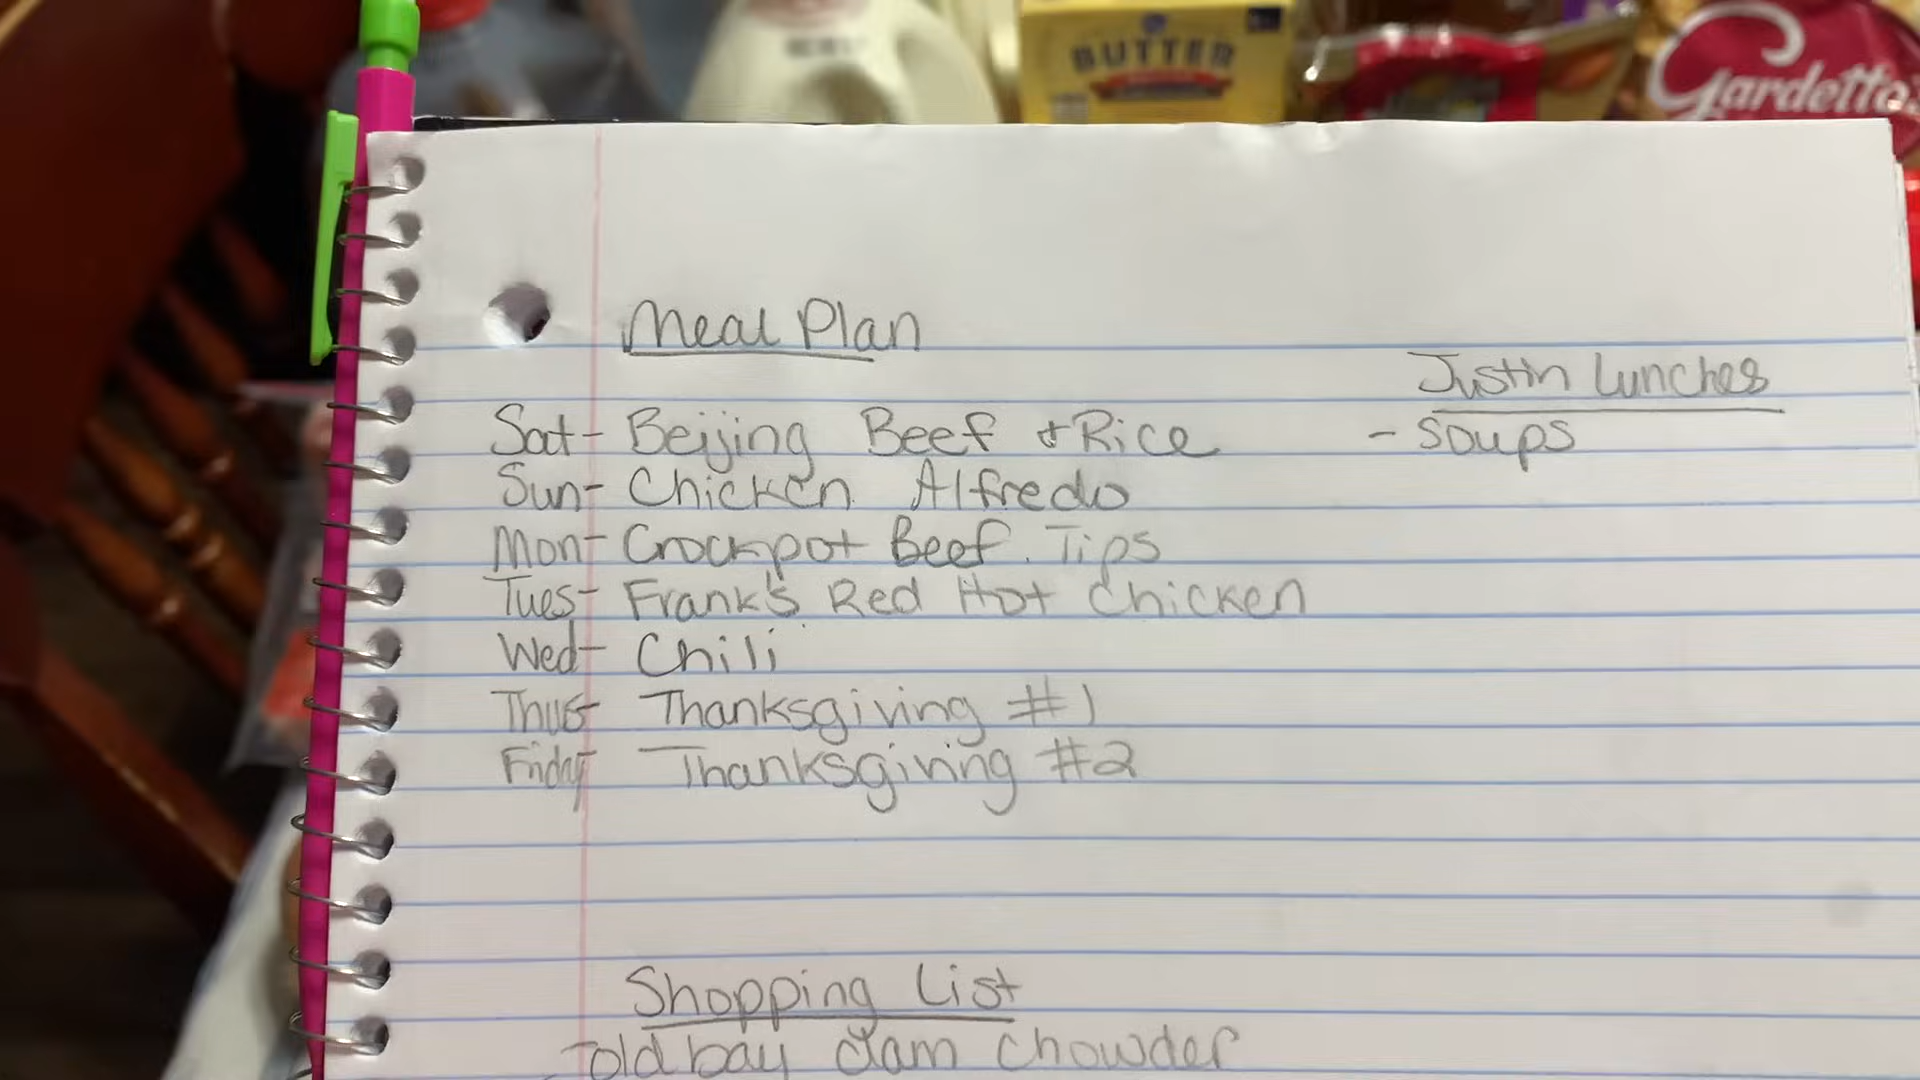 BUTTER
Gardetto's
Meal Plan
Justin Lunches
Sat- Beijing Beef & Rice
- Soups
Sun- Chicken Alfredo
Mon- Crockpot Beef Tips
Tues- Frank's Red Hot Chicken
Wed- Chili
Thus- Thanksgiving #1
Friday- Thanksgiving #2
Shopping List
- old bay clam chowder